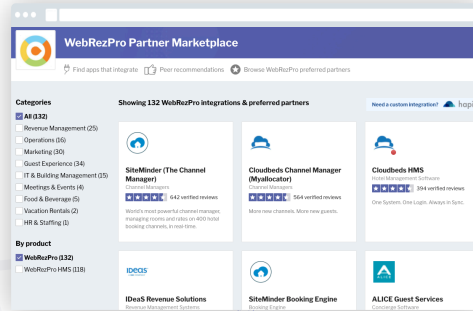 WebRezPro Partner Marketplace
Find apps that integrate
Peer recommendations
Browse WebRezPro preferred partners
Categories
All (132)
Revenue Management (25)
Operations (16)
Marketing (30)
Guest Experience (34)
IT & Building Management (15)
Meetings & Events (4)
Food & Beverage (5)
Vacation Rentals (2)
HR & Staffing (1)
By product
WebRezPro (132)
WebRezPro HMS (118)
Showing 132 WebRezPro integrations & preferred partners
Need a custom integration?
hapi
SiteMinder (The Channel
Manager)
Channel Managers
642 verified reviews
World's most powerful channel manager,
managing rooms and rates on 400 hotel
booking channels, in real-time.
Cloudbeds Channel Manager
(Myallocator)
Channel Managers
564 verified reviews
More new channels. More new guests.
Cloudbeds HMS
Hotel Management Software
394 verified reviews
One System. One Login. Always in Sync.
IDeaS
IDeaS Revenue Solutions
Revenue Management Systems
SiteMinder Booking Engine
Booking Engine
ALICE
ALICE Guest Services
Concierge Software